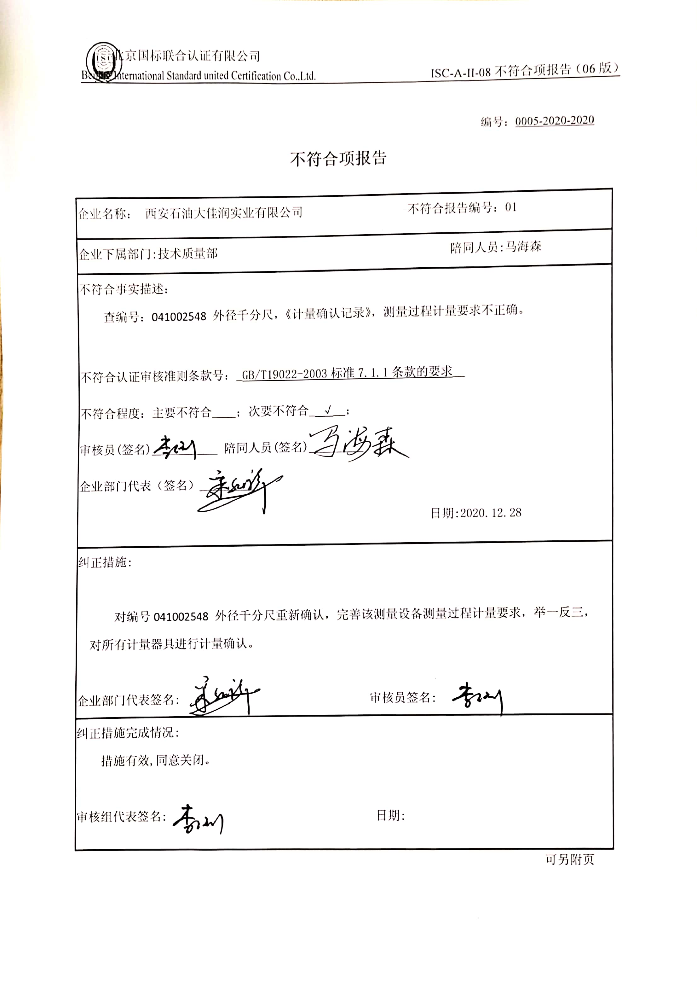 ISC
北京国标联合认证有限公司
Beijing International Standard united Certification Co.,Ltd.
ISC-A-II-08 不符合项报告（06 版）
编号：0005-2020-2020
不符合项报告
企业名称： 西安石油大佳润实业有限公司 不符合报告编号：01
企业下属部门:技术质量部 陪同人员:马海森
不符合事实描述：
查编号：041002548 外径千分尺，《计量确认记录》，测量过程计量要求不正确。
不符合认证审核准则条款号： GB/T19022-2003 标准 7.1.1 条款的要求
不符合程度：主要不符合____；次要不符合 √ ；
审核员(签名) 陪同人员(签名) 马海森
企业部门代表（签名）
日期:2020.12.28
纠正措施:
对编号 041002548 外径千分尺重新确认，完善该测量设备测量过程计量要求，举一反三，
对所有计量器具进行计量确认。
企业部门代表签名： 审核员签名：
纠正措施完成情况：
措施有效,同意关闭。
审核组代表签名: 日期:
可另附页